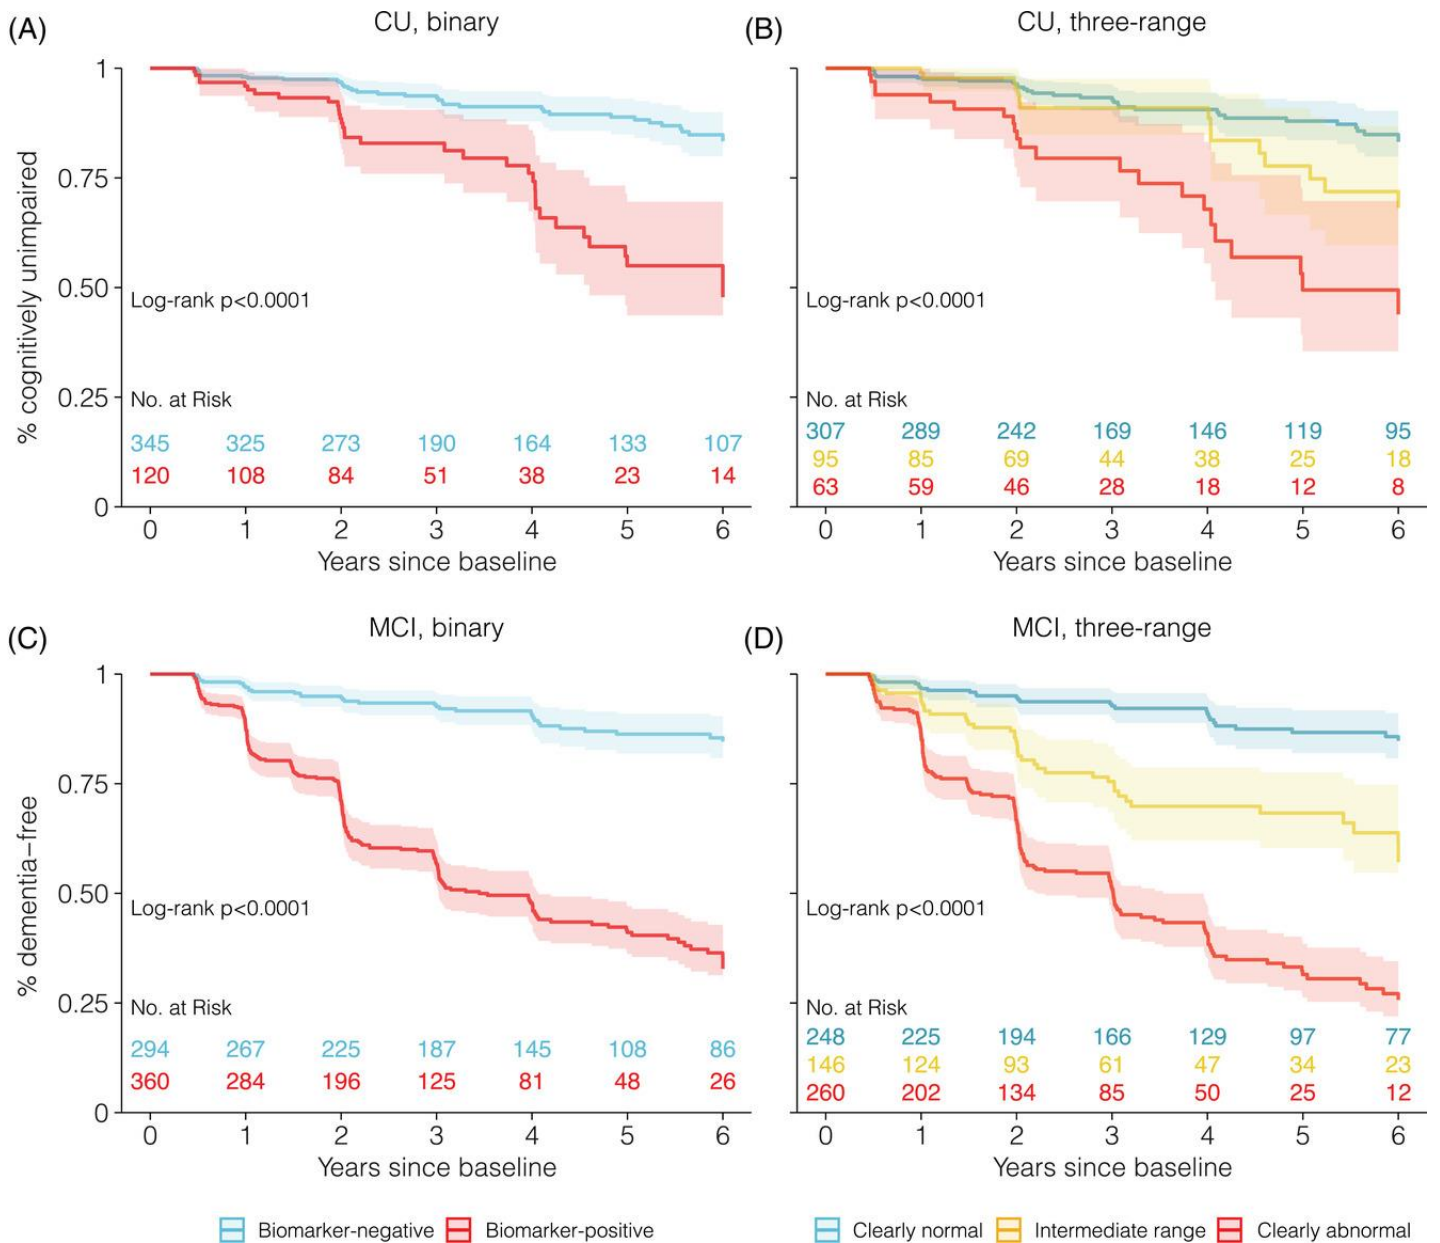 (A) CU, binary
% cognitively unimpaired
1
0.75
0.50
0.25
0
Log-rank p<0.0001
No. at Risk
345 325 273 190 164 133 107
120 108 84 51 38 23 14
0 1 2 3 4 5 6
Years since baseline
(B) CU, three-range
Log-rank p<0.0001
No. at Risk
307 289 242 169 146 119 95
95 85 69 44 38 25 18
63 59 46 28 18 12 8
0 1 2 3 4 5 6
Years since baseline
(C) MCI, binary
% dementia–free
1
0.75
0.50
0.25
0
Log-rank p<0.0001
No. at Risk
294 267 225 187 145 108 86
360 284 196 125 81 48 26
0 1 2 3 4 5 6
Years since baseline
(D) MCI, three-range
Log-rank p<0.0001
No. at Risk
248 225 194 166 129 97 77
146 124 93 61 47 34 23
260 202 134 85 50 25 12
0 1 2 3 4 5 6
Years since baseline
Biomarker-negative Biomarker-positive
Clearly normal Intermediate range Clearly abnormal